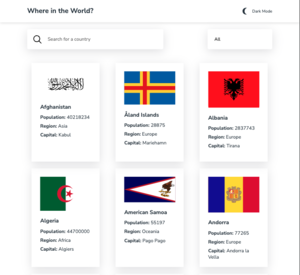 Where in the World?
Dark Mode
Search for a country
All
Afghanistan
Population: 40218234
Region: Asia
Capital: Kabul
Åland Islands
Population: 28875
Region: Europe
Capital: Mariehamn
Albania
Population: 2837743
Region: Europe
Capital: Tirana
Algeria
Population: 44700000
Region: Africa
Capital: Algiers
American Samoa
Population: 55197
Region: Oceania
Capital: Pago Pago
Andorra
Population: 77265
Region: Europe
Capital: Andorra la
Vella